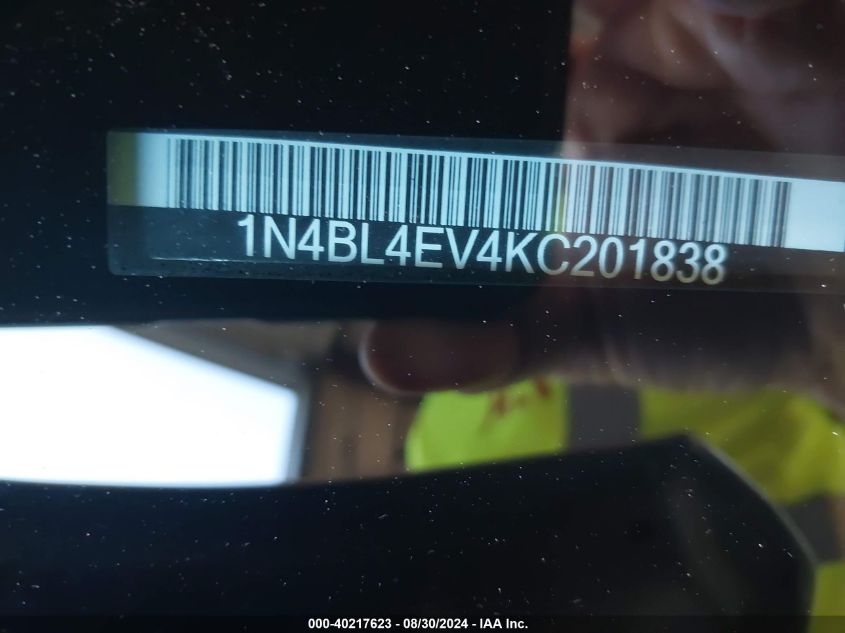 1N4BL4EV4KC201838
000-40217623 - 08/30/2024 - IAA Inc.